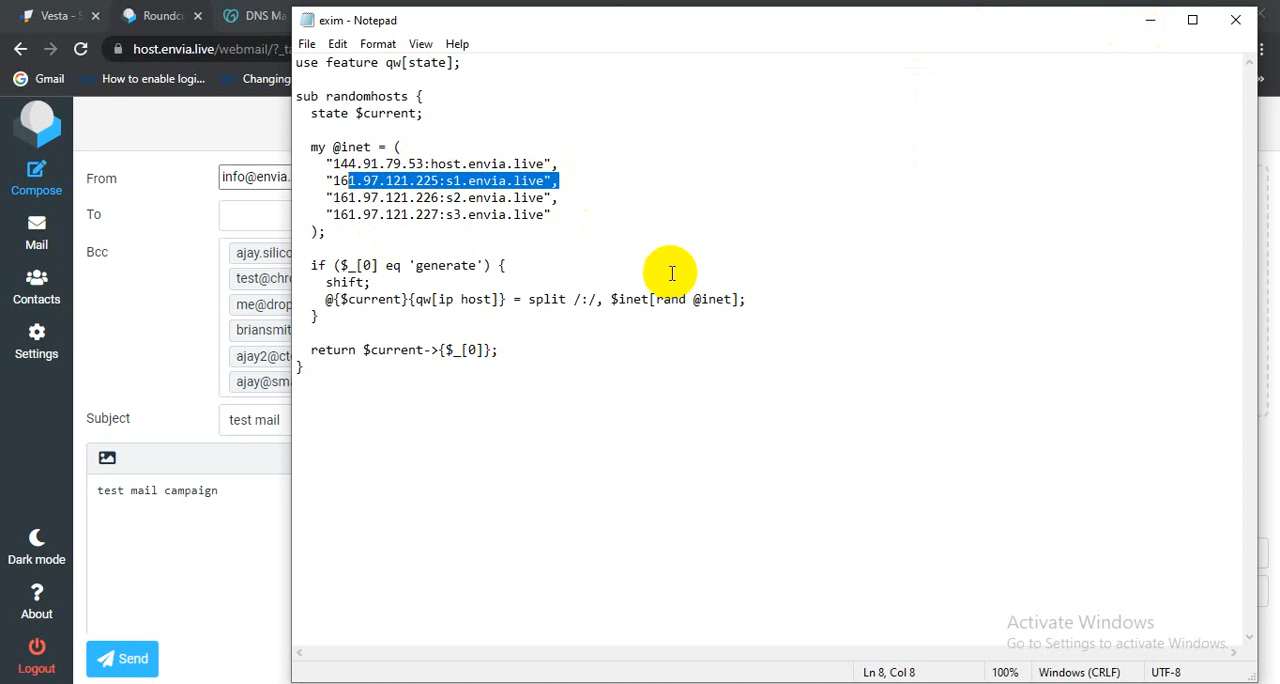 Vesta - S
Roundcu
DNS Ma
host.envia.live/webmail/?_ta
Gmail
How to enable logi...
Changing
exim - Notepad
File Edit Format View Help
use feature qw[state];
sub randomhosts {
state $current;
my @inet = (
"144.91.79.53:host.envia.live",
"161.97.121.225:s1.envia.live",
"161.97.121.226:s2.envia.live",
"161.97.121.227:s3.envia.live"
);
if ($_[0] eq 'generate') {
shift;
@{$current}{qw[ip host]} = split /:/, $inet[rand @inet];
}
return $current->{$_[0]};
}
Compose
Mail
Contacts
Settings
Dark mode
About
Logout
From
info@envia.
To
Bcc
ajay.silico
test@chr
me@drop
briansmit
ajay2@ct
ajay@sma
Subject
test mail
test mail campaign
Send
Activate Windows
Go to Settings to activate Windows.
Ln 8, Col 8
100%
Windows (CRLF)
UTF-8